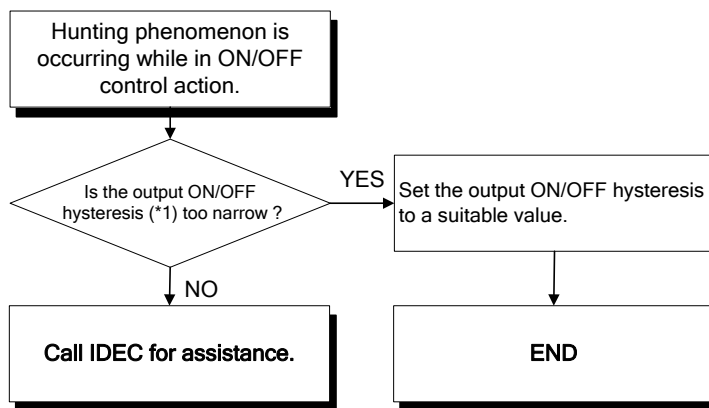 Hunting phenomenon is
occurring while in ON/OFF
control action.
Is the output ON/OFF
hysteresis (*1) too narrow ?
YES
Set the output ON/OFF hysteresis
to a suitable value.
NO
Call IDEC for assistance.
END